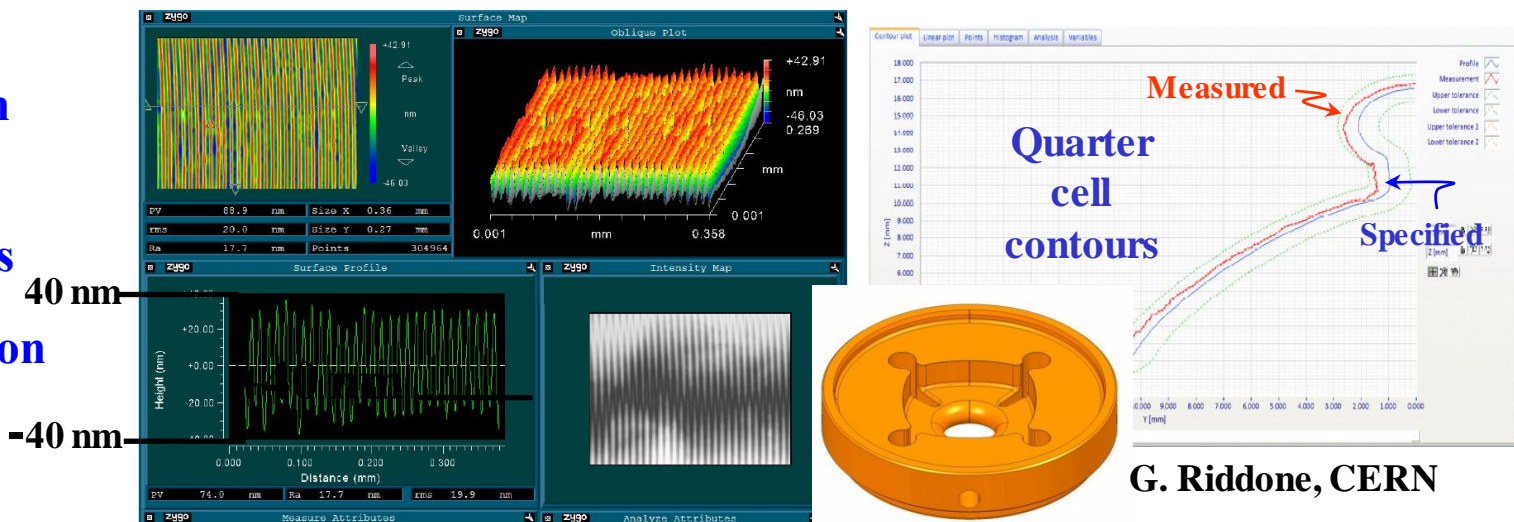 zygo Surface Map
+42.91
Peak
nm
Valley
-46.03
PV 88.9 nm Size X 0.36 mm
rms 20.0 nm Size Y 0.27 mm
Ra 17.7 nm Points 304964
zygo Oblique Plot
+42.91
nm
-46.03
0.269
mm
0.001
0.001 mm 0.358
n
s
on
40 nm
-40 nm
zygo Surface Profile
+20.00
+0.00
-20.00
Height (nm)
0.000 0.100 0.200 0.300
Distance (mm)
PV 74.0 nm Ra 17.7 nm rms 19.9 nm
zygo Intensity Map
zygo Measure Attributes
zygo Analyze Attributes
Contour plot Linear plot Points Histogram Analysis Variables
18.000
17.000
16.000
15.000
14.000
13.000
12.000
11.000
10.000
9.000
8.000
7.000
6.000
Z [mm]
Measured
Quarter
cell
contours
Specified
Profile
Measurement
Upper tolerance
Lower tolerance
Upper tolerance 2
Lower tolerance 2
Z [mm]
10.000 9.000 8.000 7.000 6.000 5.000 4.000 3.000 2.000 1.000 0.000
Y [mm]
G. Riddone, CERN